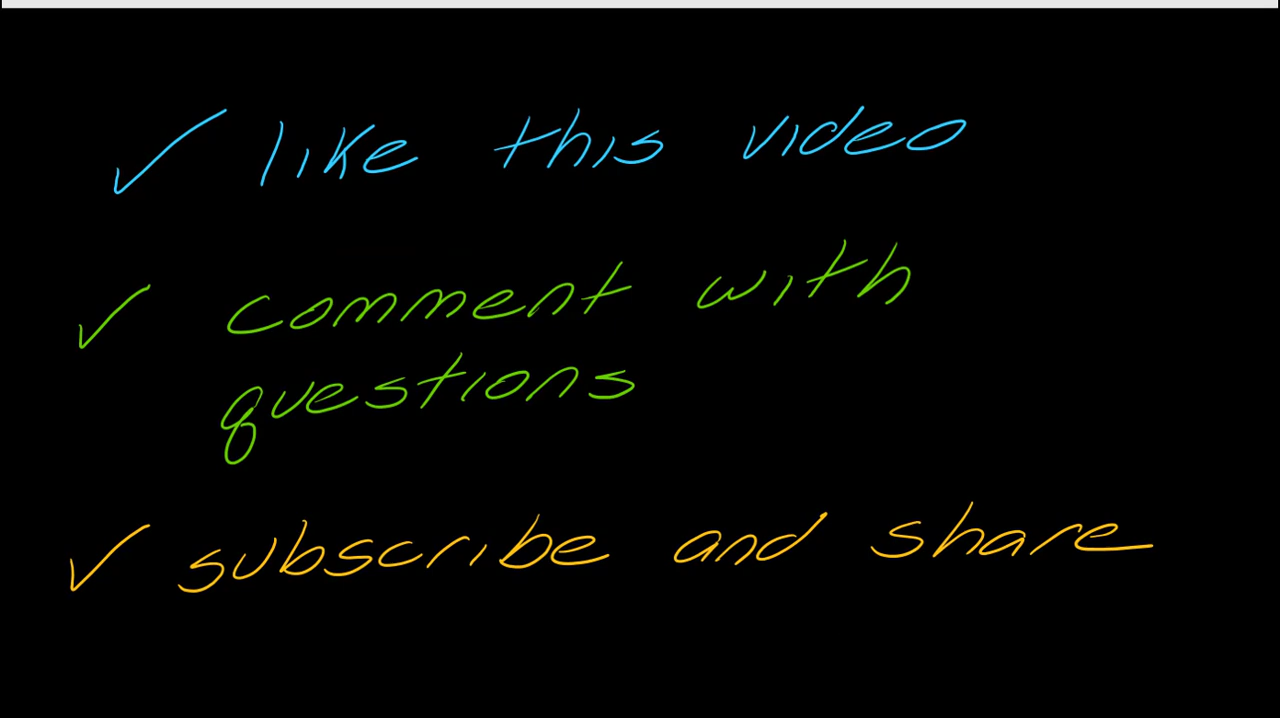 ✓ like this video
✓ comment with
questions
✓ subscribe and share